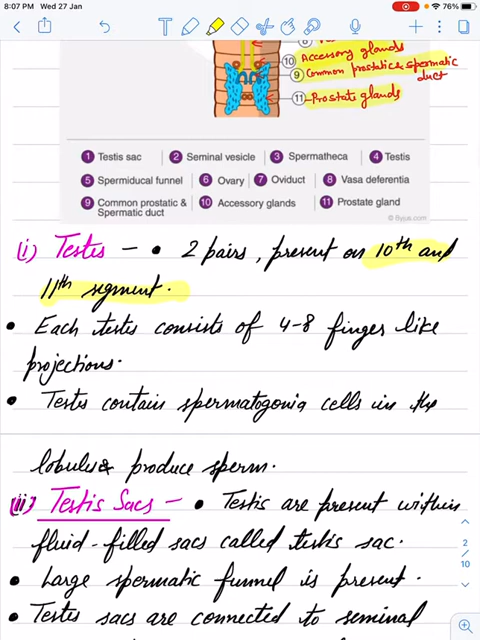 8:07 PM Wed 27 Jan
10 Accessory glands
9 Common prostatic & spermatic
duct
11 Prostate glands
1 Testis sac 2 Seminal vesicle 3 Spermatheca 4 Testis
5 Spermiducal funnel 6 Ovary 7 Oviduct 8 Vasa deferentia
9 Common prostatic &
Spermatic duct 10 Accessory glands 11 Prostate gland
© Byjus.com
(i) Testes – • 2 pairs, present on 10th and
11th segment.
• Each testes consists of 4-8 finger like
projections.
• Testes contain spermatogonia cells in the
lobules & produce sperm.
(ii) Testis Sacs – • Testis are present within
fluid-filled sacs called testis sac.
• Large spermatic funnel is present.
• Testes sacs are connected to seminal
2
/
10